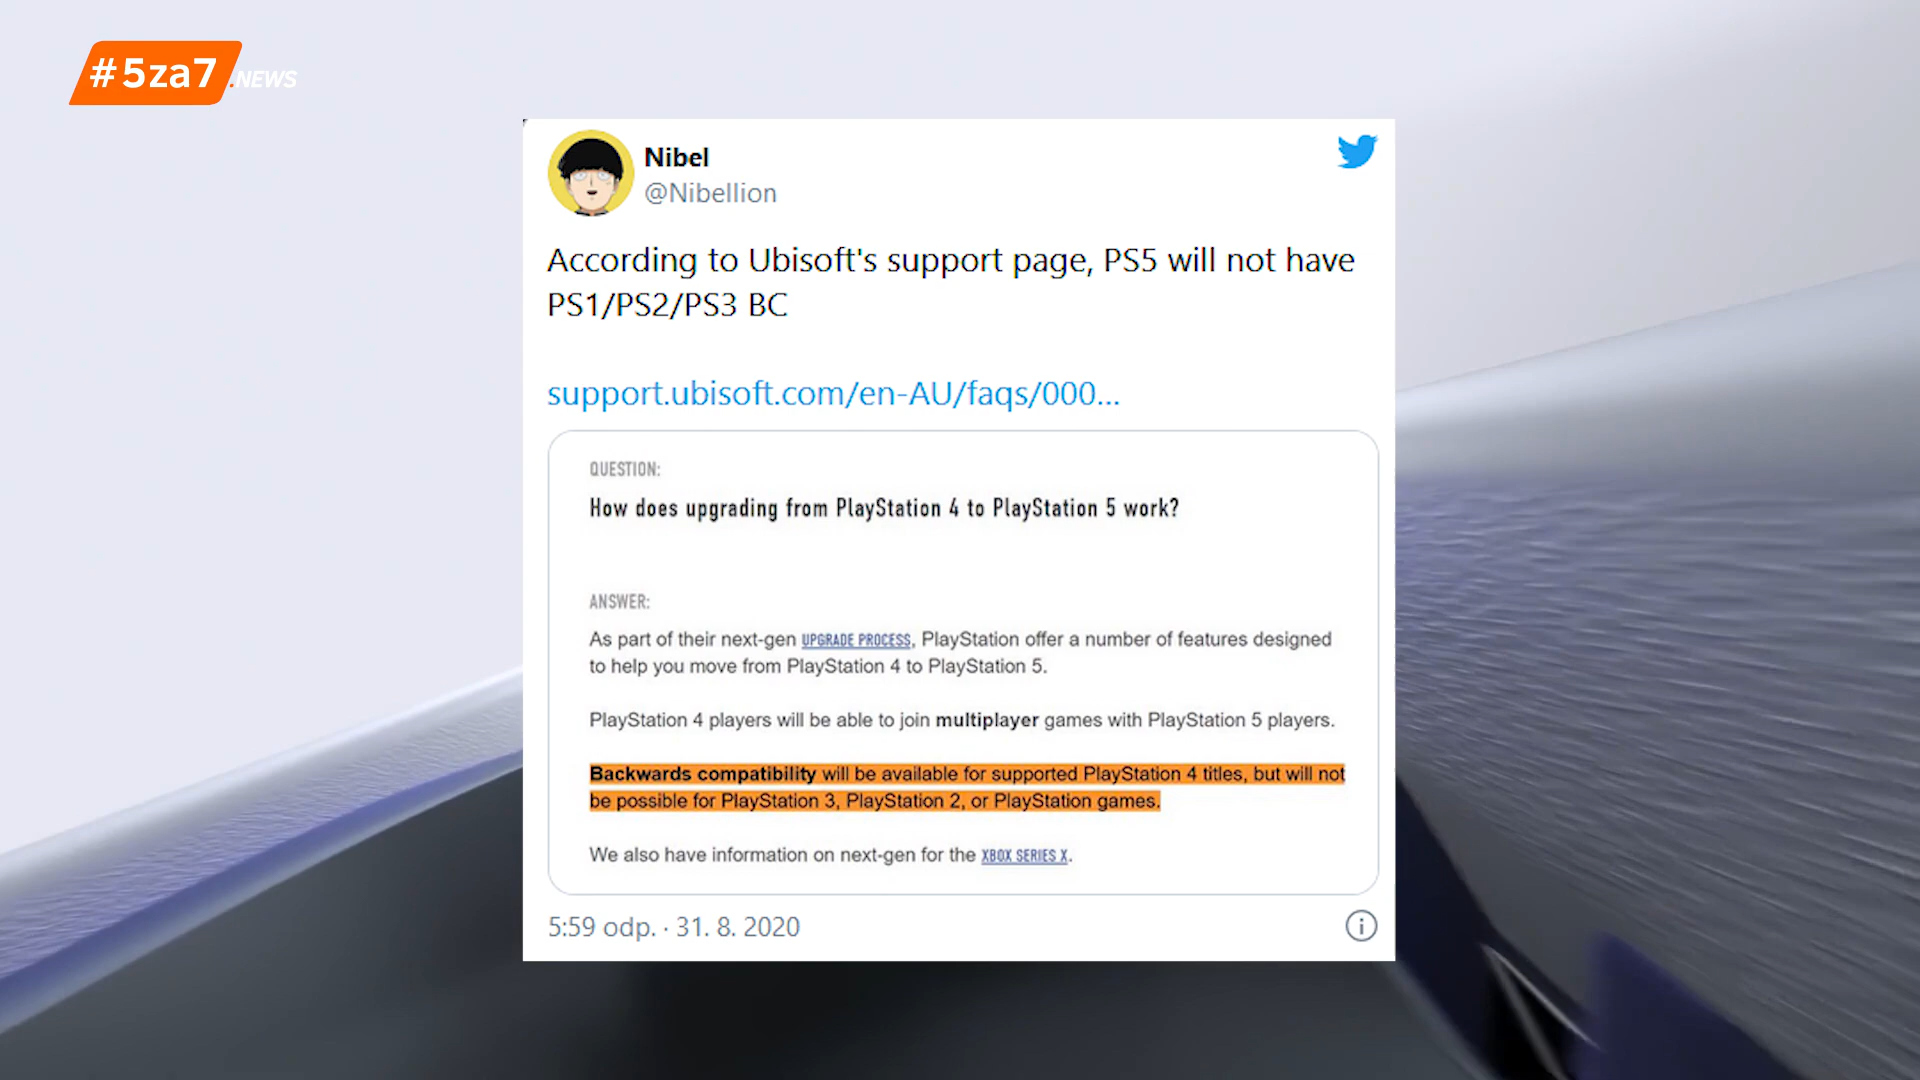 #5za7.NEWS
Nibel
@Nibellion
According to Ubisoft's support page, PS5 will not have
PS1/PS2/PS3 BC
support.ubisoft.com/en-AU/faqs/000...
QUESTION:
How does upgrading from PlayStation 4 to PlayStation 5 work?
ANSWER:
As part of their next-gen UPGRADE PROCESS, PlayStation offer a number of features designed
to help you move from PlayStation 4 to PlayStation 5.
PlayStation 4 players will be able to join multiplayer games with PlayStation 5 players.
Backwards compatibility will be available for supported PlayStation 4 titles, but will not
be possible for PlayStation 3, PlayStation 2, or PlayStation games.
We also have information on next-gen for the XBOX SERIES X.
5:59 odp. · 31. 8. 2020